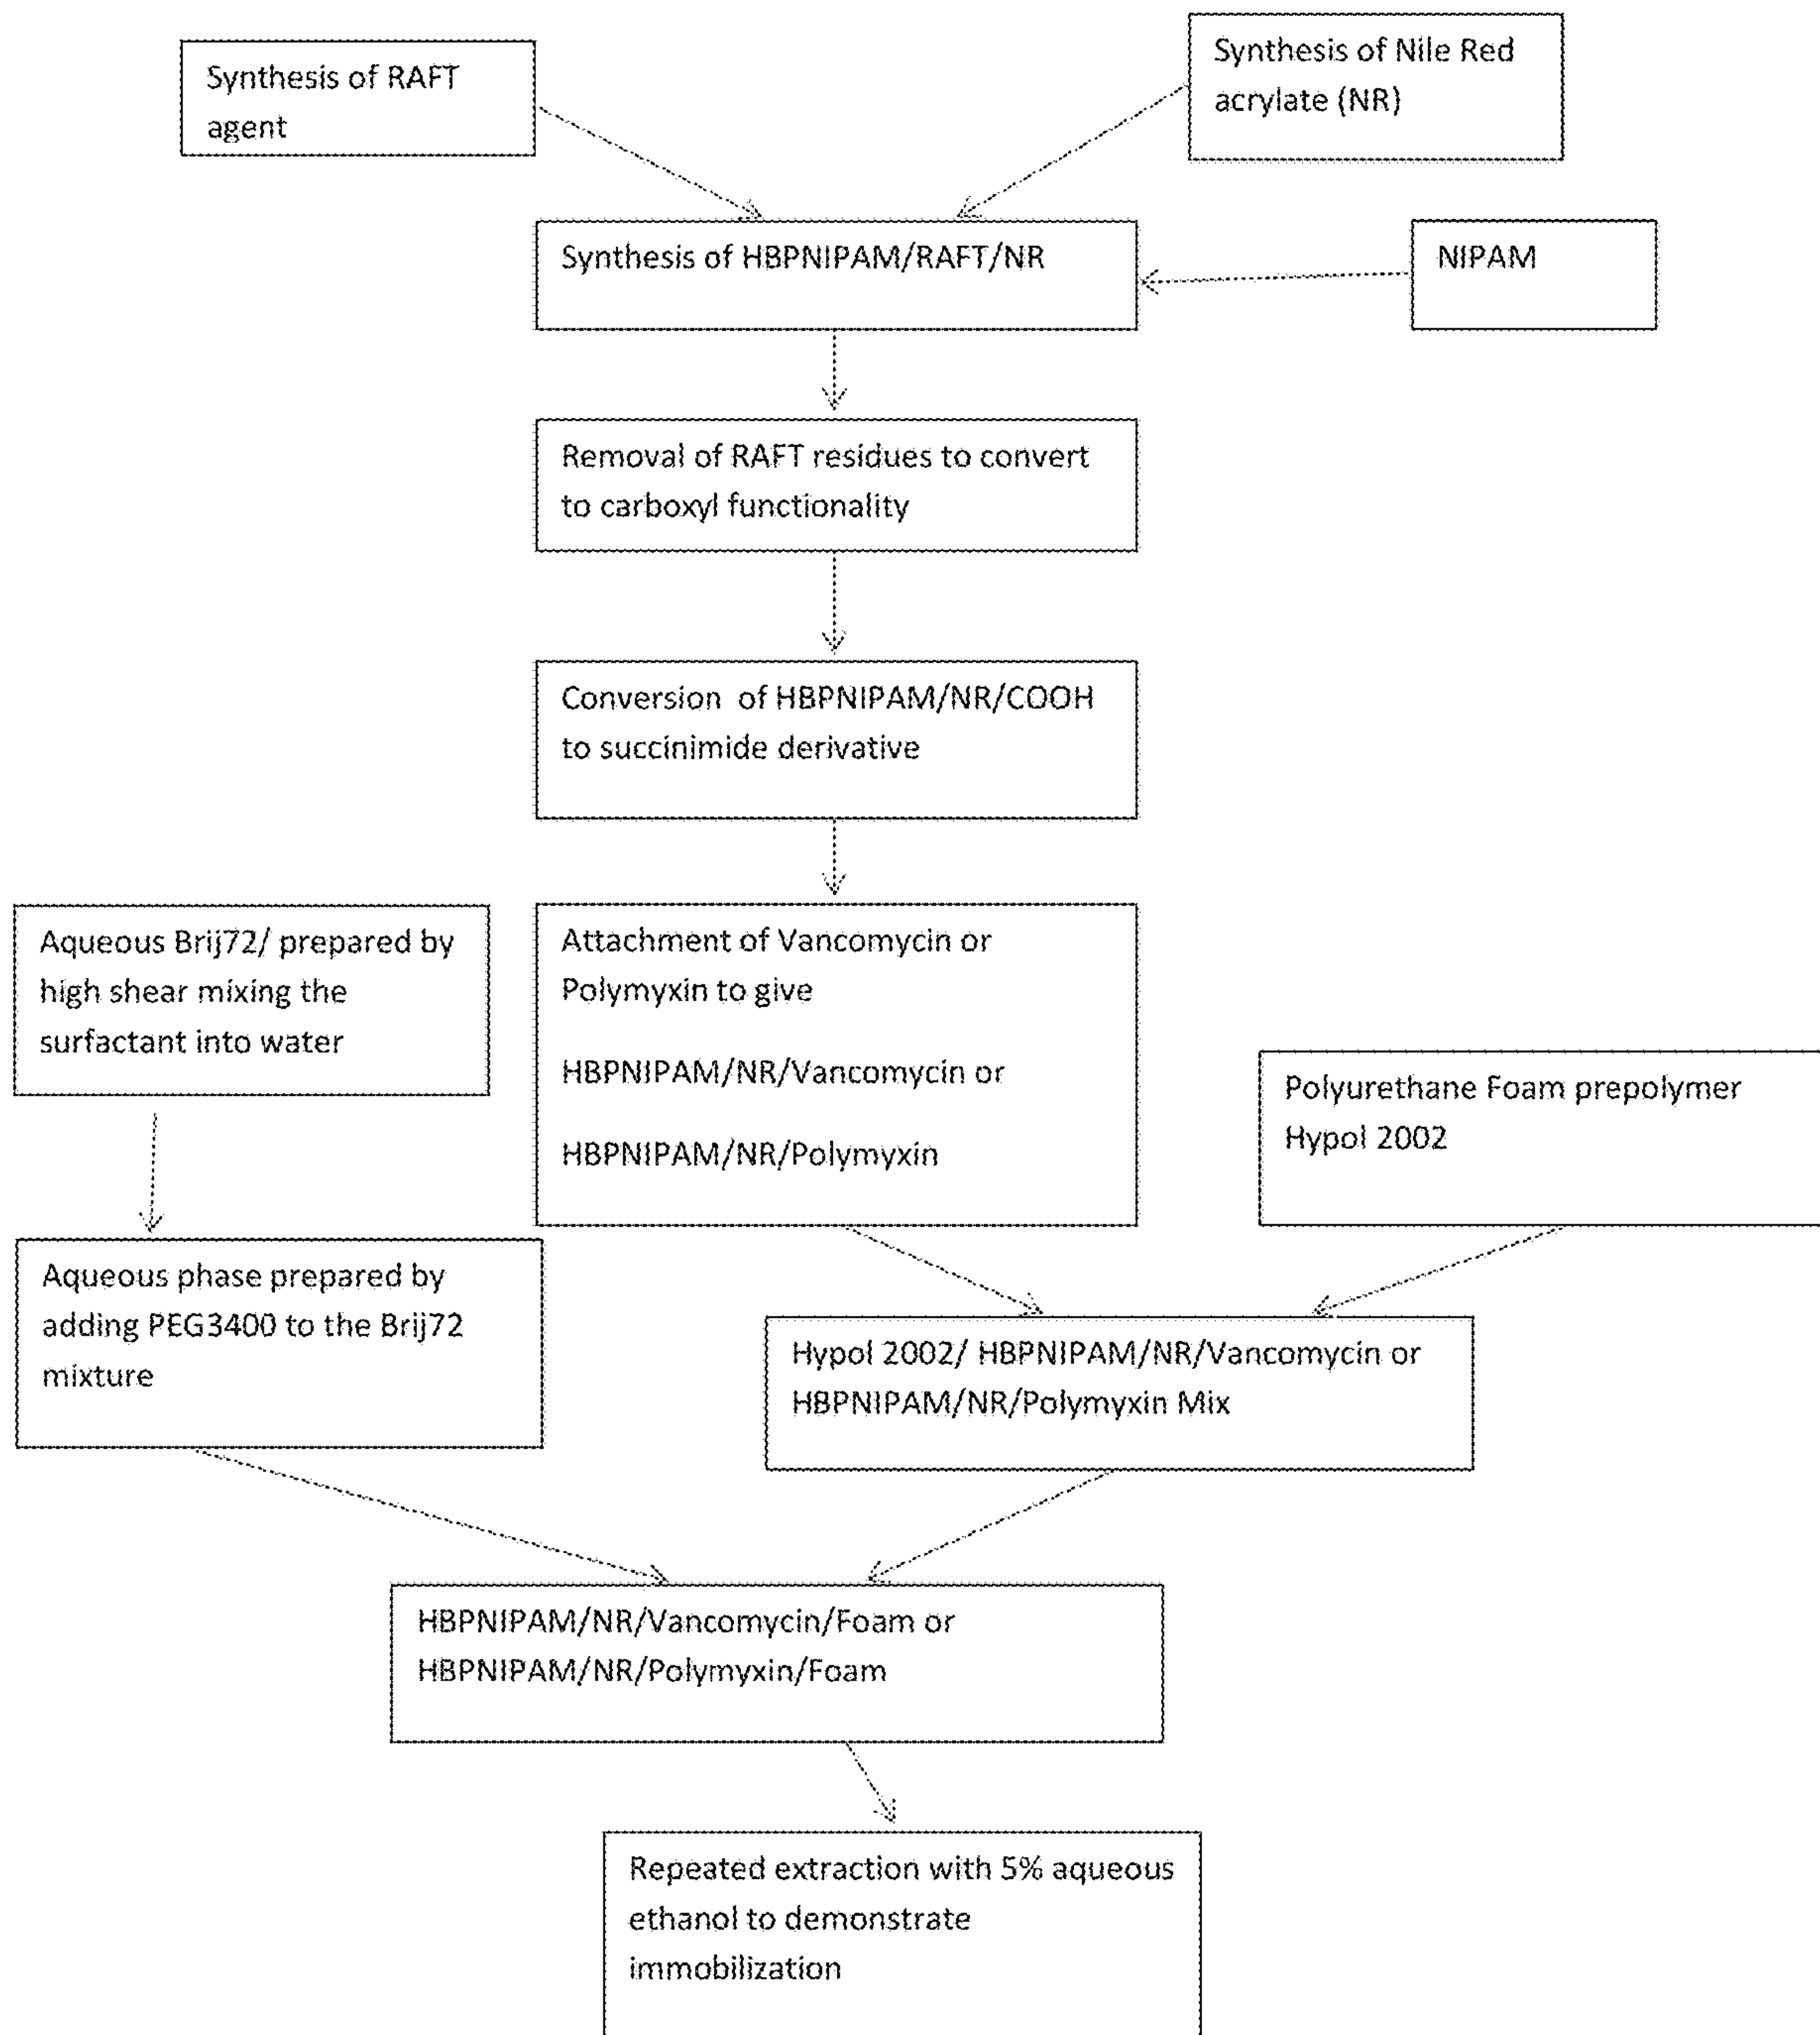 Synthesis of RAFT
agent
Synthesis of Nile Red
acrylate (NR)
Synthesis of HBPNIPAM/RAFT/NR
NIPAM
Removal of RAFT residues to convert
to carboxyl functionality
Conversion of HBPNIPAM/NR/COOH
to succinimide derivative
Aqueous Brij72/ prepared by
high shear mixing the
surfactant into water
Attachment of Vancomycin or
Polymyxin to give
HBPNIPAM/NR/Vancomycin or
HBPNIPAM/NR/Polymyxin
Polyurethane Foam prepolymer
Hypol 2002
Aqueous phase prepared by
adding PEG3400 to the Brij72
mixture
Hypol 2002/ HBPNIPAM/NR/Vancomycin or
HBPNIPAM/NR/Polymyxin Mix
HBPNIPAM/NR/Vancomycin/Foam or
HBPNIPAM/NR/Polymyxin/Foam
Repeated extraction with 5% aqueous
ethanol to demonstrate
immobilization